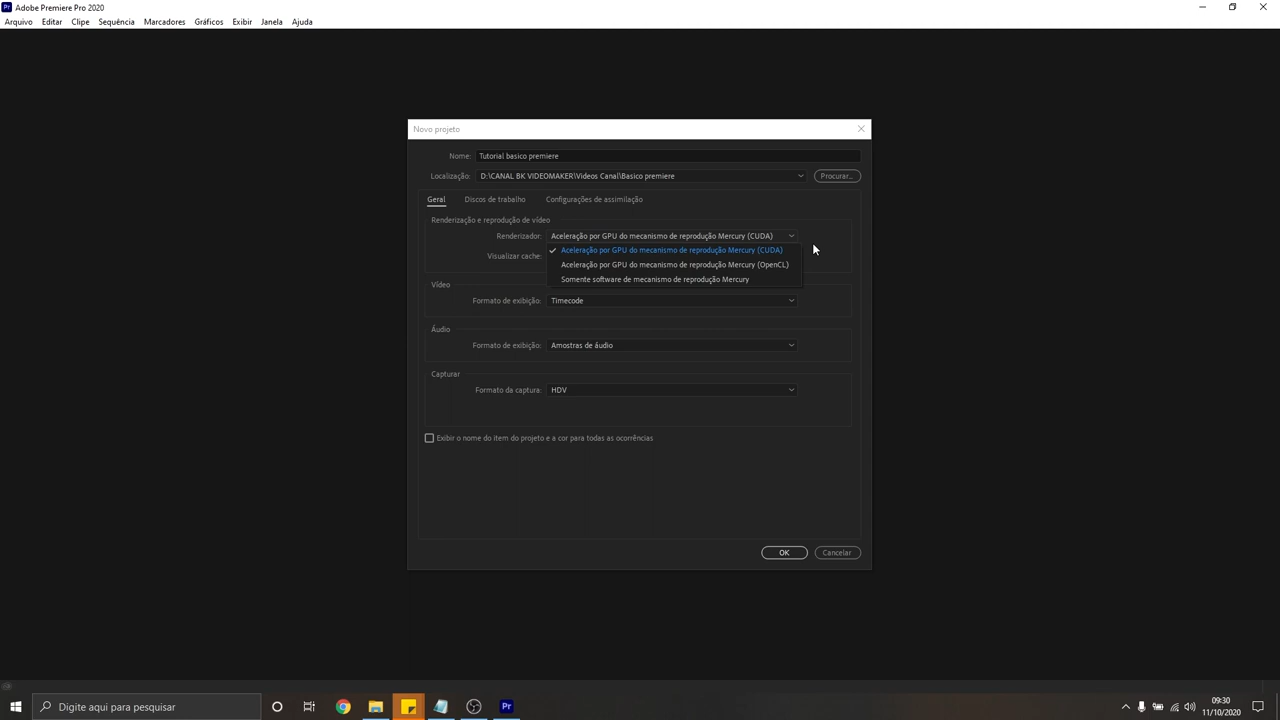 Adobe Premiere Pro 2020
Arquivo Editar Clipe Sequência Marcadores Gráficos Exibir Janela Ajuda
Novo projeto
Nome: Tutorial basico premiere
Localização: D:\CANAL BK VIDEOMAKER\Videos Canal\Basico premiere Procurar...
Geral Discos de trabalho Configurações de assimilação
Renderização e reprodução de vídeo
Renderizador: Aceleração por GPU do mecanismo de reprodução Mercury (CUDA)
Aceleração por GPU do mecanismo de reprodução Mercury (CUDA)
Visualizar cache:
Aceleração por GPU do mecanismo de reprodução Mercury (OpenCL)
Somente software de mecanismo de reprodução Mercury
Vídeo
Formato de exibição: Timecode
Áudio
Formato de exibição: Amostras de áudio
Capturar
Formato da captura: HDV
Exibir o nome do item do projeto e a cor para todas as ocorrências
OK Cancelar
Digite aqui para pesquisar
Pr
09:30
11/10/2020